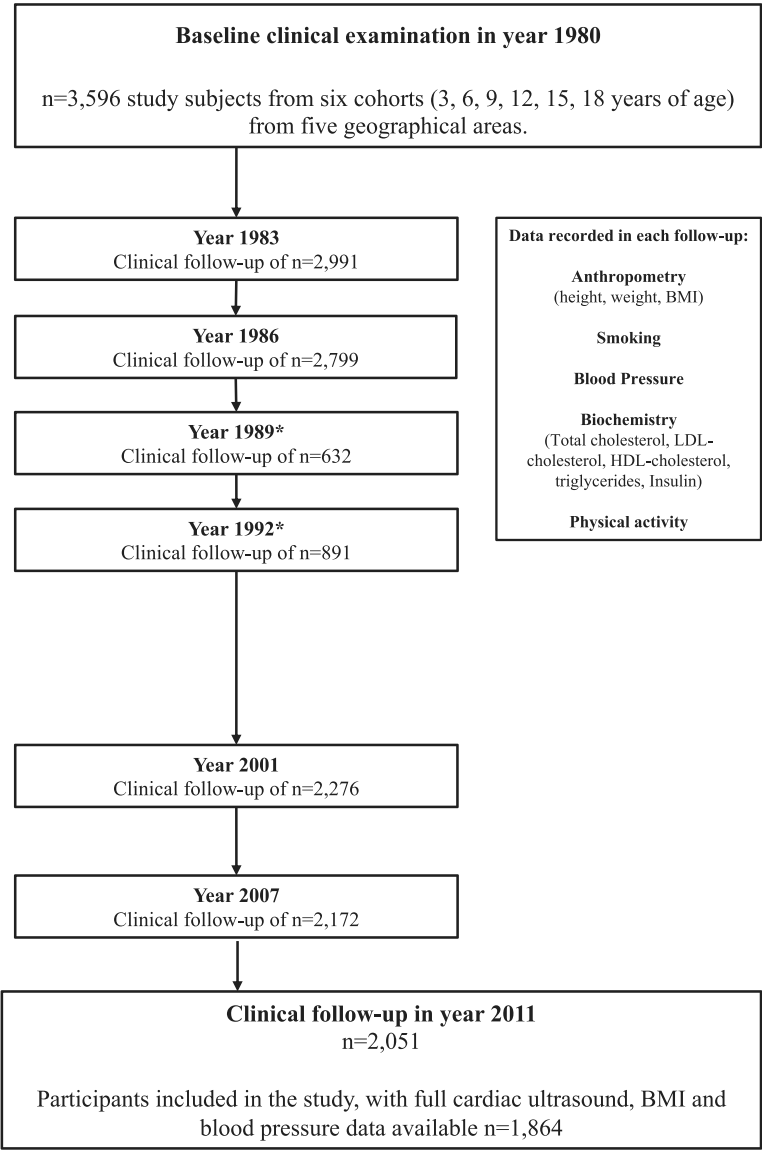 Baseline clinical examination in year 1980
n=3,596 study subjects from six cohorts (3, 6, 9, 12, 15, 18 years of age)
from five geographical areas.
Year 1983
Clinical follow-up of n=2,991
Year 1986
Clinical follow-up of n=2,799
Year 1989*
Clinical follow-up of n=632
Year 1992*
Clinical follow-up of n=891
Data recorded in each follow-up:
Anthropometry
(height, weight, BMI)
Smoking
Blood Pressure
Biochemistry
(Total cholesterol, LDL-
cholesterol, HDL-cholesterol,
triglycerides, Insulin)
Physical activity
Year 2001
Clinical follow-up of n=2,276
Year 2007
Clinical follow-up of n=2,172
Clinical follow-up in year 2011
n=2,051
Participants included in the study, with full cardiac ultrasound, BMI and
blood pressure data available n=1,864